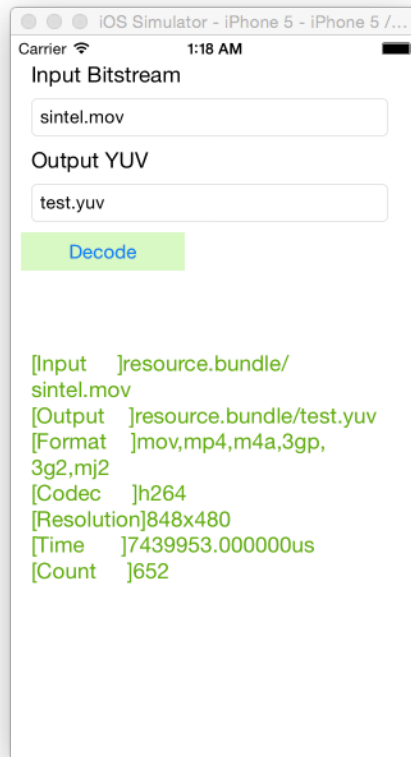 iOS Simulator - iPhone 5 - iPhone 5 /...
Carrier 1:18 AM
Input Bitstream
sintel.mov
Output YUV
test.yuv
Decode
[Input     ]resource.bundle/
sintel.mov
[Output    ]resource.bundle/test.yuv
[Format    ]mov,mp4,m4a,3gp,
3g2,mj2
[Codec     ]h264
[Resolution]848x480
[Time      ]7439953.000000us
[Count     ]652